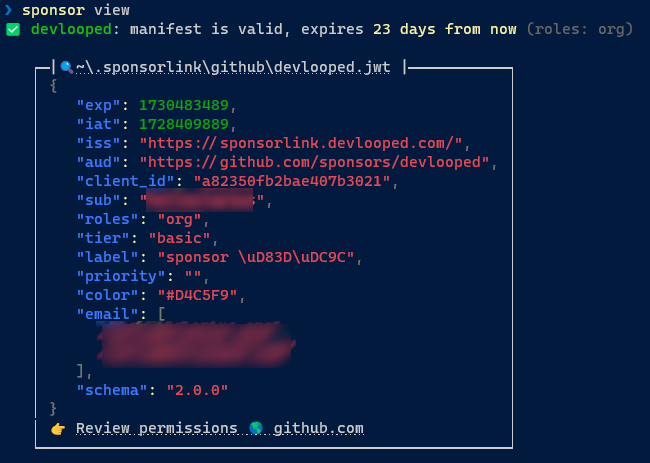 ❯ sponsor view
✅ devlooped: manifest is valid, expires 23 days from now (roles: org)
🔍~\.sponsorlink\github\devlooped.jwt
{
"exp": 1730483489,
"iat": 1728409889,
"iss": "https://sponsorlink.devlooped.com/",
"aud": "https://github.com/sponsors/devlooped",
"client_id": "a82350fb2bae407b3021",
"sub": "
",
"roles": "org",
"tier": "basic",
"label": "sponsor \uD83D\uDC9C",
"priority": "",
"color": "#D4C5F9",
"email": [
],
"schema": "2.0.0"
}
👉 Review permissions 🌎 github.com